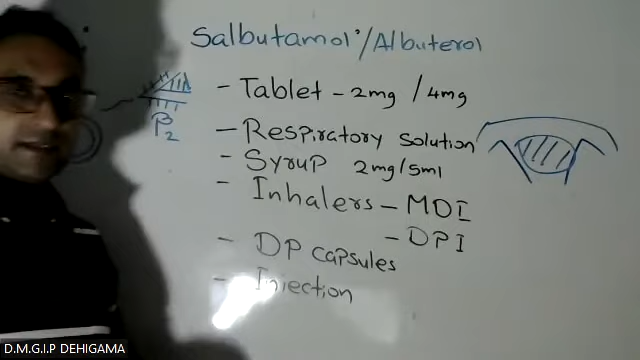 Salbutamol/Albuterol
- Tablet - 2mg / 4mg
β2
- Respiratory Solution
- Syrup 2mg/5ml
- Inhalers - MDI
- DPI
- DP capsules
- Injection
D.M.G.I.P DEHIGAMA